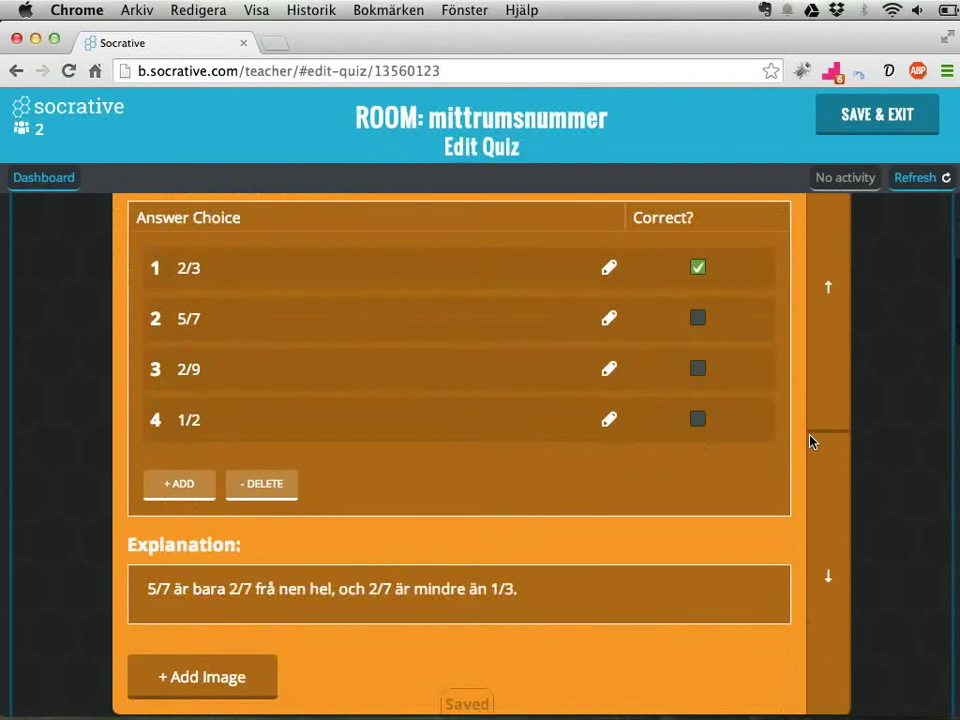 Chrome Arkiv Redigera Visa Historik Bokmärken Fönster Hjälp
Socrative
b.socrative.com/teacher/#edit-quiz/13560123
6
D
ABP
socrative
2
ROOM: mittrumsnummer
Edit Quiz
SAVE & EXIT
Dashboard
No activity
Refresh
Answer Choice
Correct?
1 2/3
2 5/7
3 2/9
4 1/2
+ ADD
- DELETE
Explanation:
5/7 är bara 2/7 frå nen hel, och 2/7 är mindre än 1/3.
+ Add Image
Saved